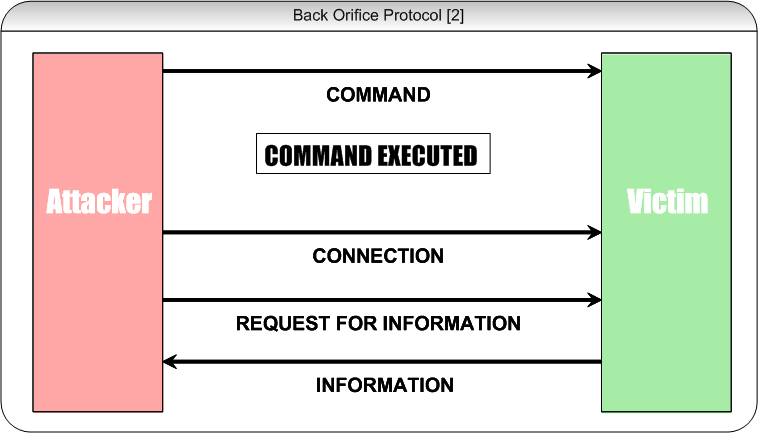 Back Orifice Protocol [2]
COMMAND
COMMAND EXECUTED
Attacker
Victim
CONNECTION
REQUEST FOR INFORMATION
INFORMATION